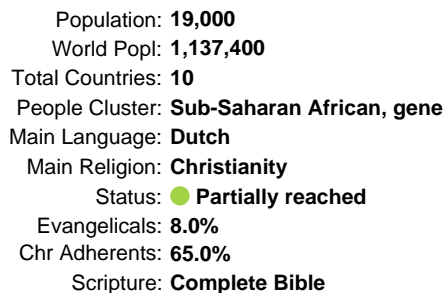 Population: 19,000
World Popl: 1,137,400
Total Countries: 10
People Cluster: Sub-Saharan African, gene
Main Language: Dutch
Main Religion: Christianity
Status: Partially reached
Evangelicals: 8.0%
Chr Adherents: 65.0%
Scripture: Complete Bible